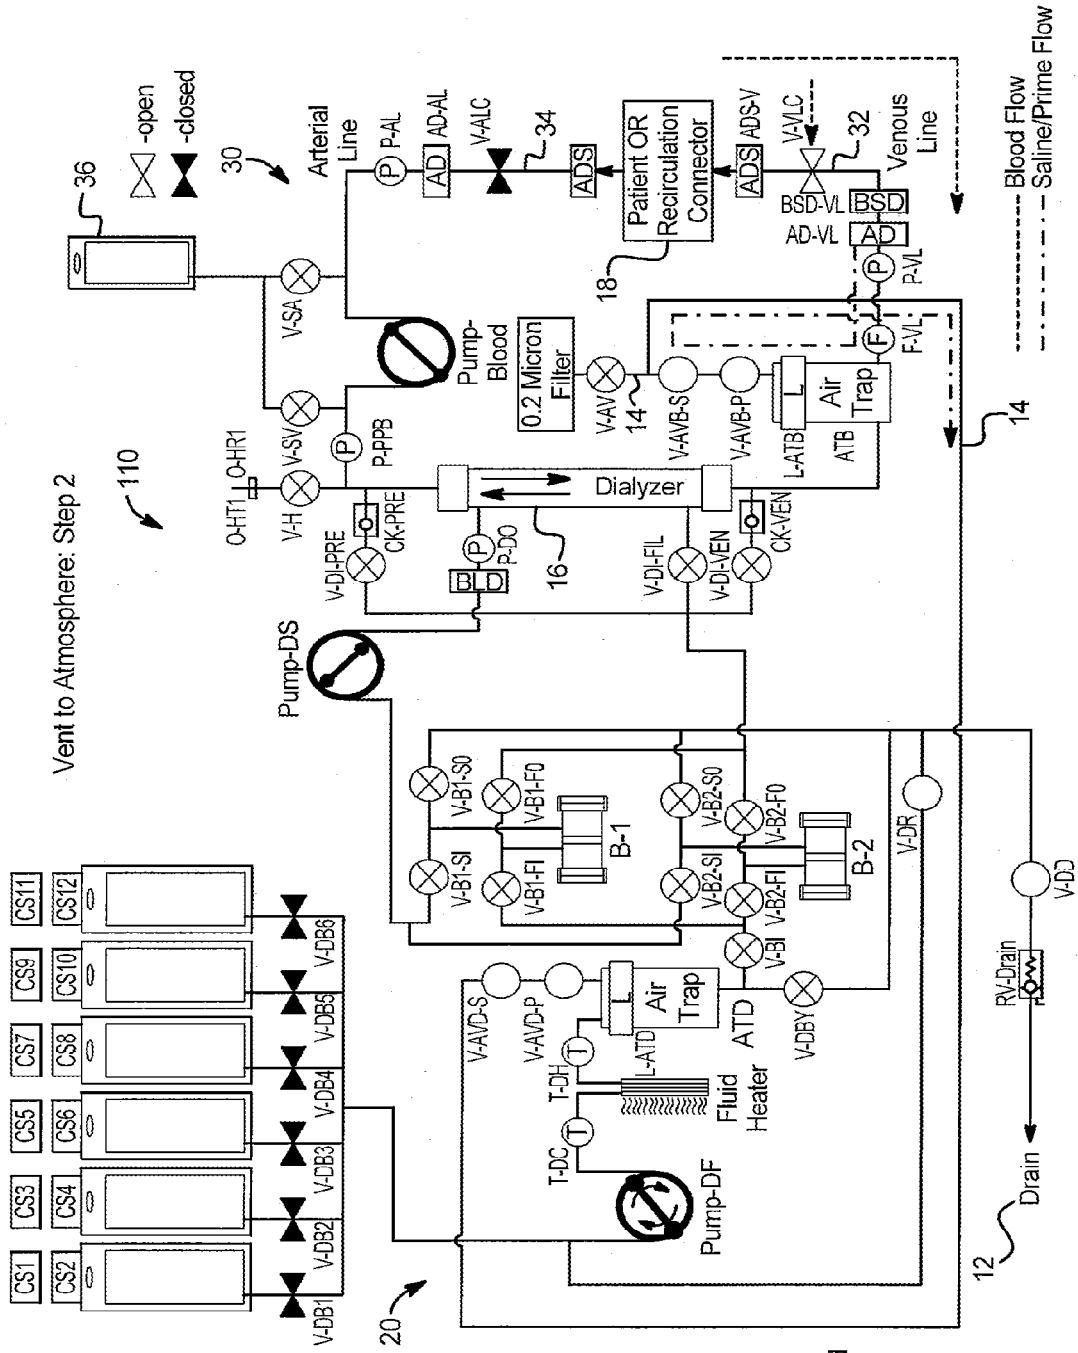 Vent to Atmosphere: Step 2
110
CS1
CS2
CS3
CS4
CS5
CS6
CS7
CS8
CS9
CS10
CS11
CS12
V-DB1
V-DB2
V-DB3
V-DB4
V-DB5
V-DB6
20
Pump-DS
Pump-DF
T-DC
T
T-DH
T
Fluid
Heater
V-AVD-S
V-AVD-P
L
Air
Trap
L-ATD
ATD
V-BI
V-DBY
V-B1-SI
V-B1-S0
V-B1-FI
V-B1-F0
B-1
V-B2-SI
V-B2-S0
V-B2-FI
V-B2-F0
B-2
V-DR
V-DD
RV-Drain
Drain
12
O-HT1
O-HR1
V-H
V-SV
V-SA
36
-open
-closed
30
P
P-PPB
V-DI-PRE
CK-PRE
BLD
P
P-DO
16
Dialyzer
V-DI-FIL
V-DI-VEN
CK-VEN
Pump-
Blood
Arterial
Line
P
P-AL
AD
AD-AL
V-ALC
34
ADS
Patient OR
Recirculation
Connector
18
ADS
ADS-V
V-VLC
32
Venous
Line
BSD-VL
BSD
AD-VL
AD
P
P-VL
F
F-VL
0.2 Micron
Filter
V-AV
14
V-AVB-S
V-AVB-P
L
L-ATB
Air
Trap
ATB
14
Blood Flow
Saline/Prime Flow